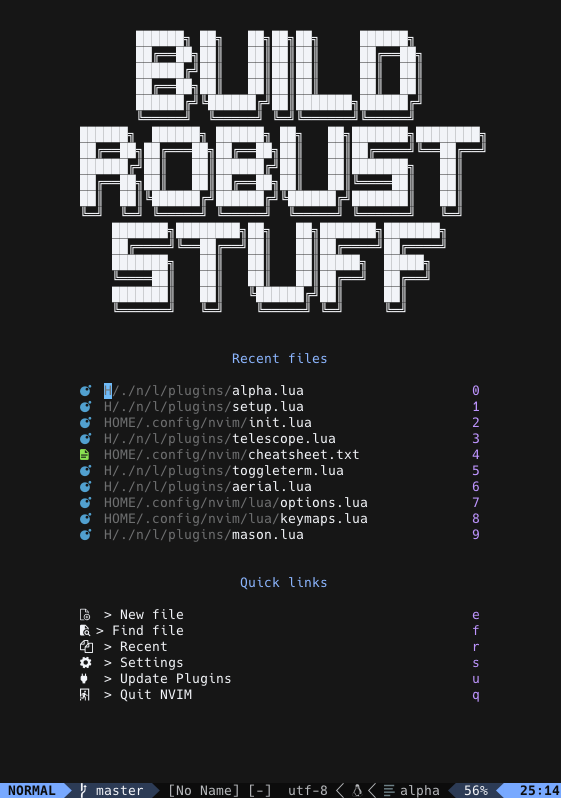 BUILD
ROBUST
STUFF
Recent files
H/./n/l/plugins/alpha.lua 0
H/./n/l/plugins/setup.lua 1
HOME/.config/nvim/init.lua 2
H/./n/l/plugins/telescope.lua 3
HOME/.config/nvim/cheatsheet.txt 4
H/./n/l/plugins/toggleterm.lua 5
H/./n/l/plugins/aerial.lua 6
HOME/.config/nvim/lua/options.lua 7
HOME/.config/nvim/lua/keymaps.lua 8
H/./n/l/plugins/mason.lua 9
Quick links
> New file e
> Find file f
> Recent r
> Settings s
> Update Plugins u
> Quit NVIM q
NORMAL master [No Name] [-] utf-8 alpha 56% 25:14